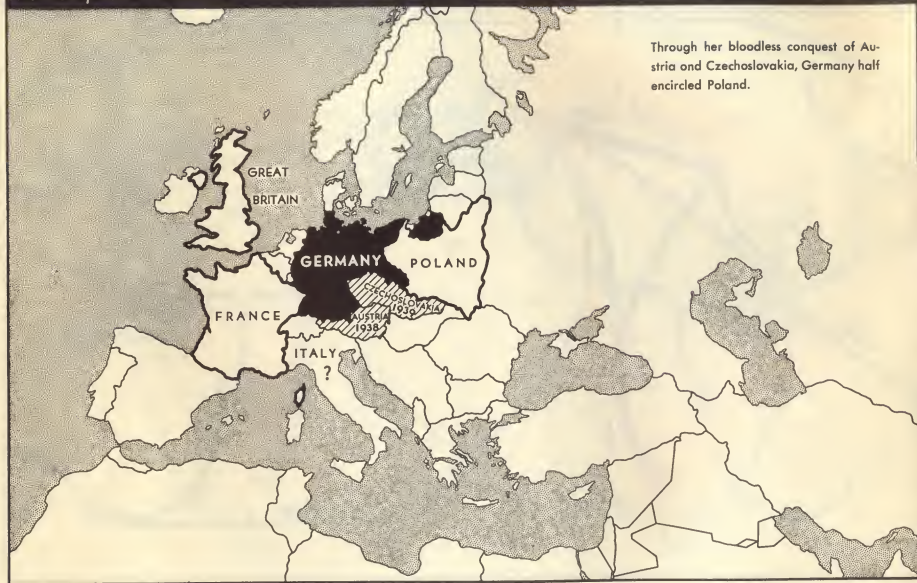 Through her bloodless conquest of Au-
stria and Czechoslovakia, Germany half
encircled Poland.
GREAT
BRITAIN
GERMANY
POLAND
CZECHOSLOVAKIA
1939
FRANCE
AUSTRIA
1938
ITALY
?